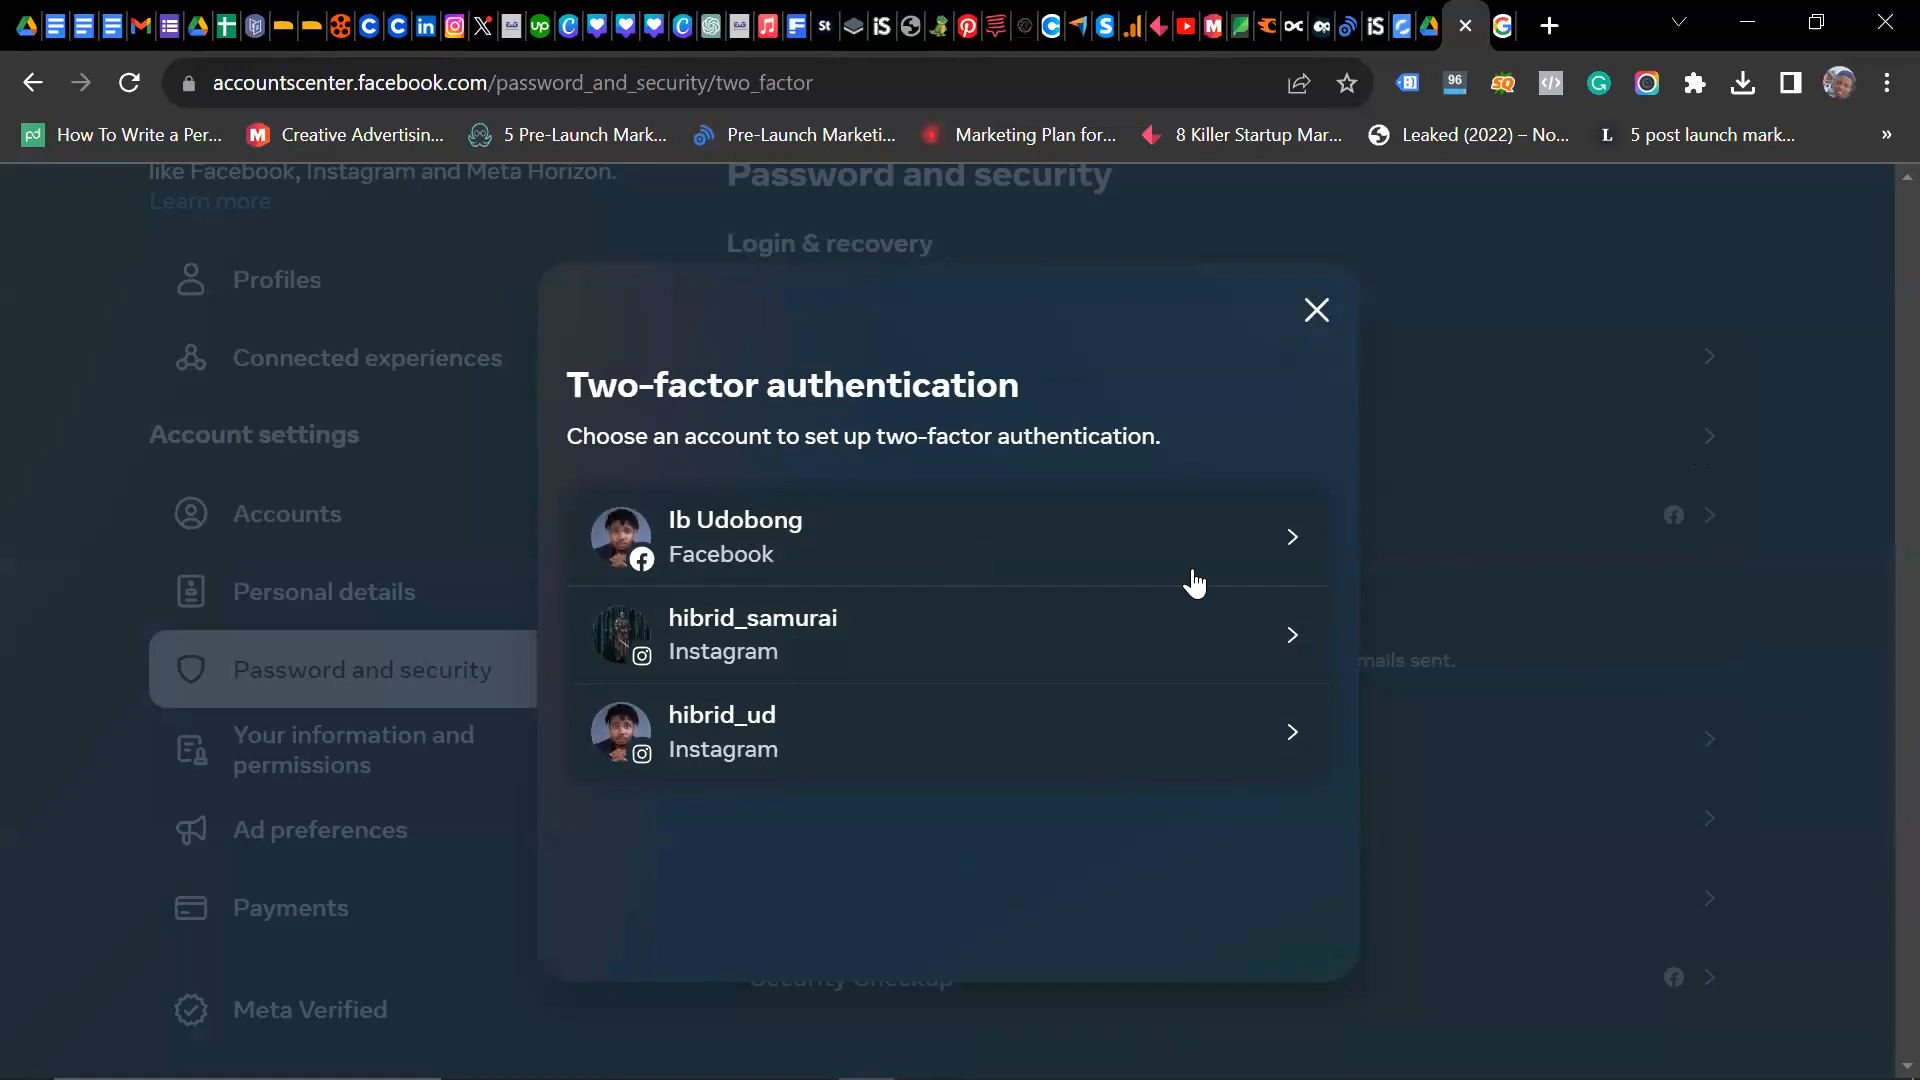 accountscenter.facebook.com/password_and_security/two_factor
96
pd How To Write a Per...
M Creative Advertisin...
5 Pre-Launch Mark...
Pre-Launch Marketi...
Marketing Plan for...
8 Killer Startup Mar...
Leaked (2022) – No...
L 5 post launch mark...
»
like Facebook, Instagram and Meta Horizon.
Learn more
Profiles
Connected experiences
Account settings
Accounts
Personal details
Password and security
Your information and
permissions
Ad preferences
Payments
Meta Verified
Password and security
Login & recovery
Two-factor authentication
Choose an account to set up two-factor authentication.
Ib Udobong
Facebook
hibrid_samurai
Instagram
hibrid_ud
Instagram
mails sent.
Security Checkup